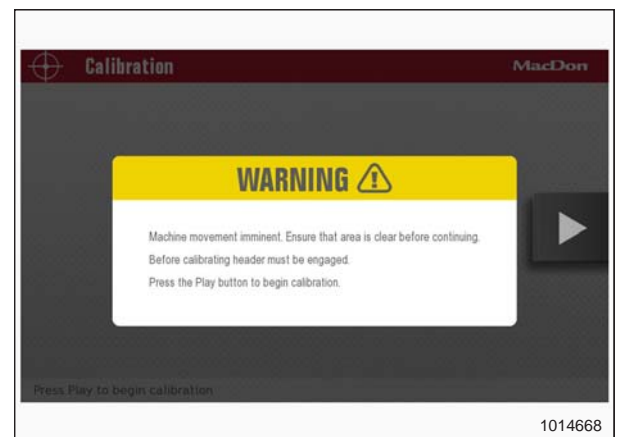 Calibration
MacDon
WARNING
Machine movement imminent. Ensure that area is clear before continuing.
Before calibrating header must be engaged.
Press the Play button to begin calibration.
Press Play to begin calibration
1014668